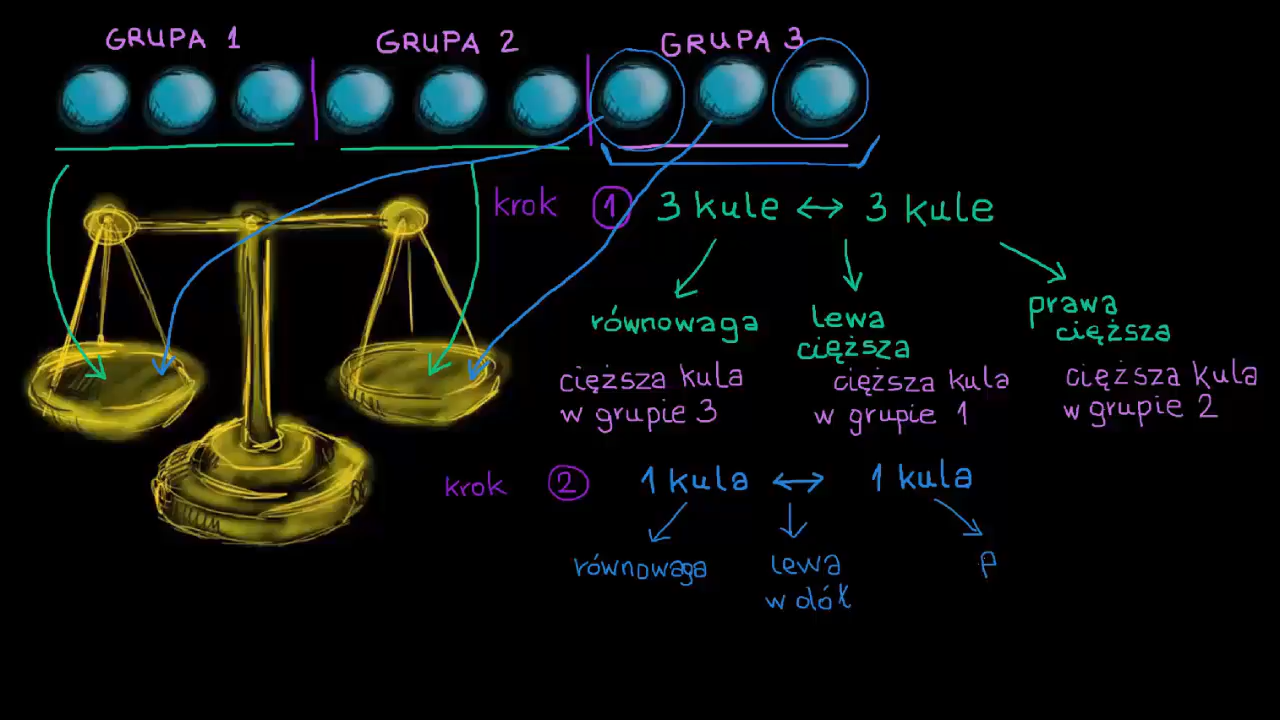 GRUPA 1 GRUPA 2 GRUPA 3
krok 1 3 kule ↔ 3 kule
równowaga lewa cięższa prawa cięższa
cięższa kula w grupie 3 cięższa kula w grupie 1 cięższa kula w grupie 2
krok 2 1 kula ↔ 1 kula
równowaga lewa w dół p